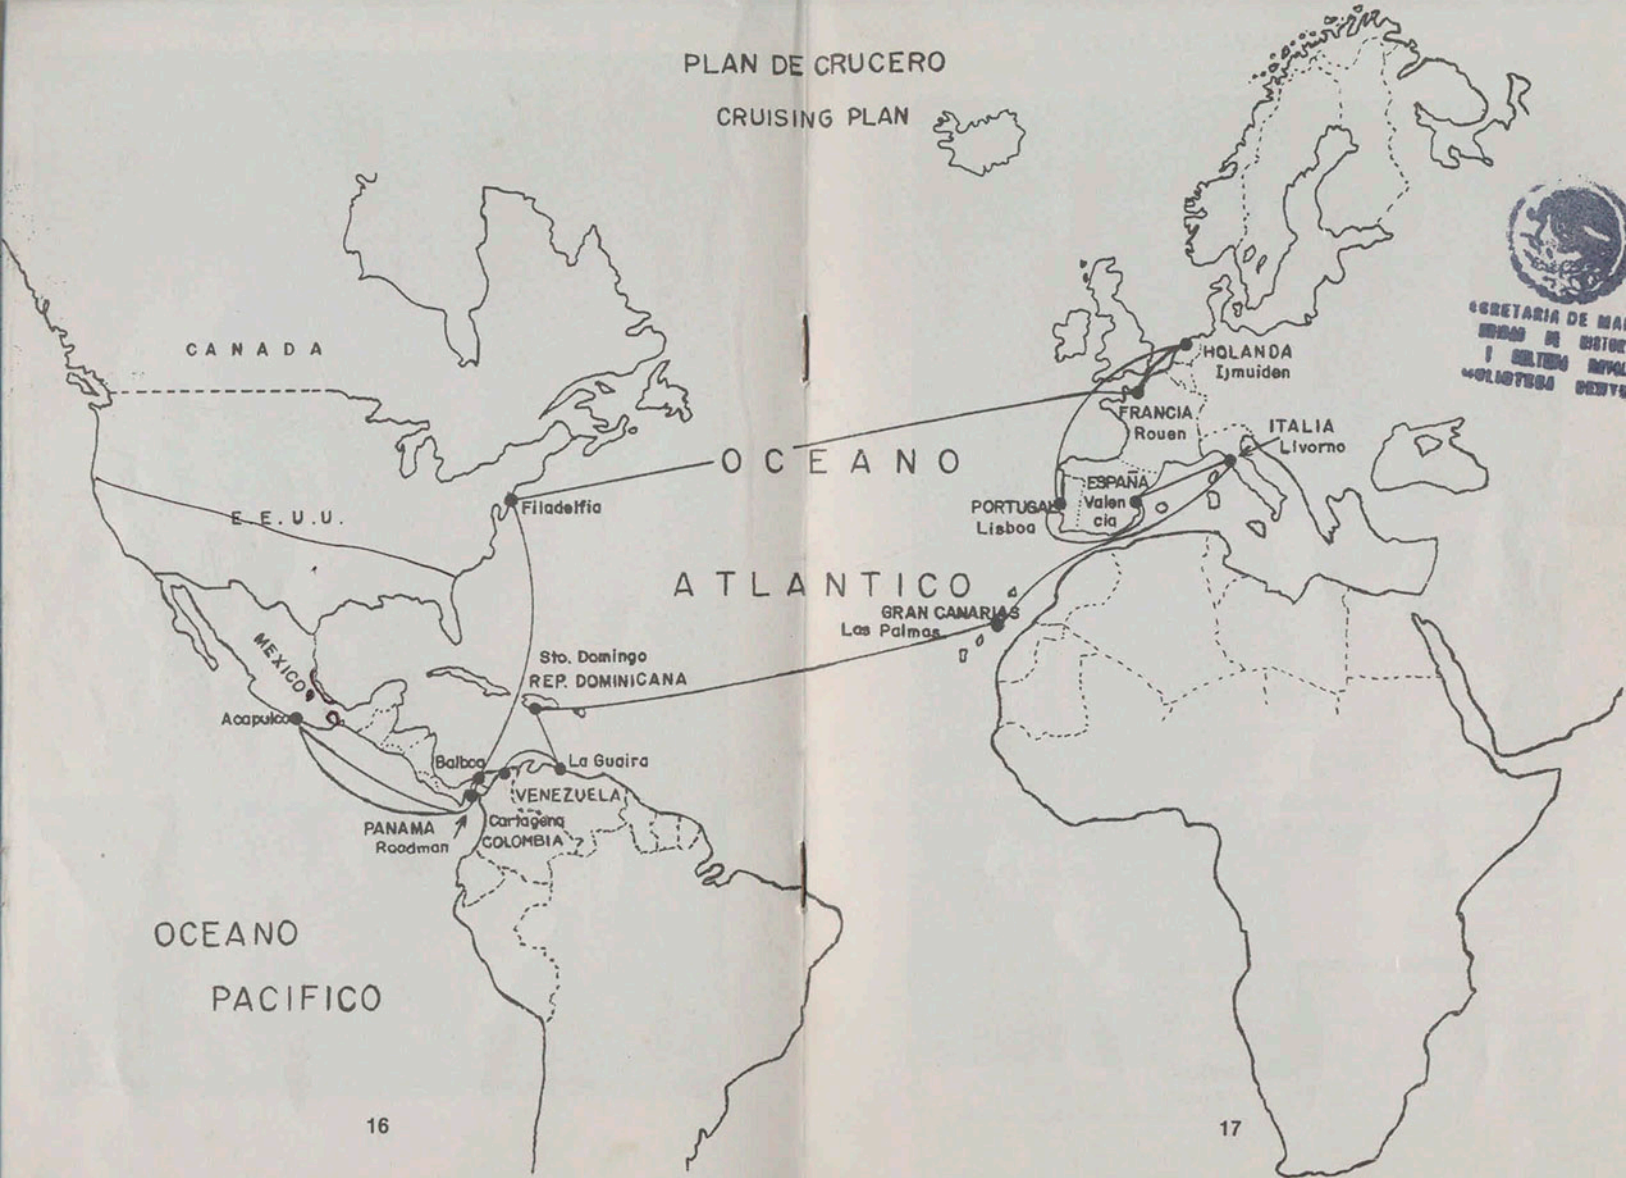 PLAN DE CRUCERO
CRUISING PLAN
CANADA
E.E.U.U.
Filadelfia
MEXICO
Acapulco
Sto. Domingo
REP. DOMINICANA
Balboa
La Guaira
VENEZUELA
Cartagena
COLOMBIA
PANAMA
Roodman
OCEANO
PACIFICO
16
OCEANO
ATLANTICO
HOLANDA
Ijmuiden
FRANCIA
Rouen
ITALIA
Livorno
ESPAÑA
Valen
cia
PORTUGAL
Lisboa
GRAN CANARIAS
Las Palmas
17
SECRETARIA DE MA